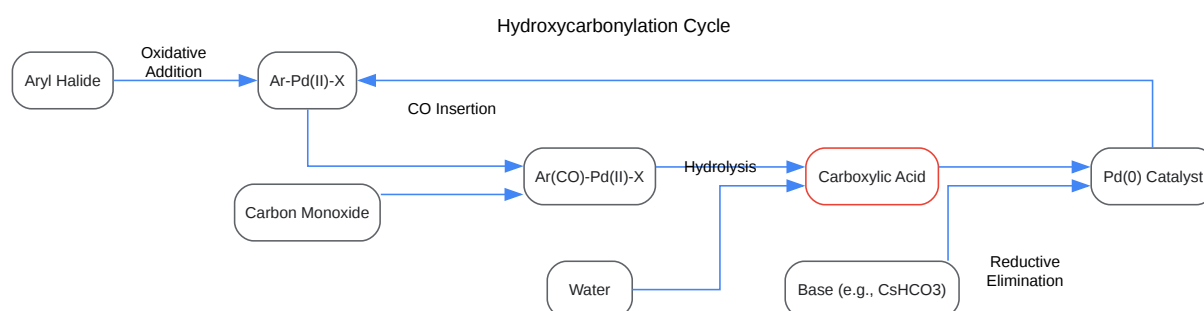 Hydroxycarbonylation Cycle
Oxidative
Addition
Aryl Halide
Ar-Pd(II)-X
CO Insertion
Ar(CO)-Pd(II)-X
Hydrolysis
Carboxylic Acid
Pd(0) Catalyst
Carbon Monoxide
Water
Base (e.g., CsHCO3)
Reductive
Elimination